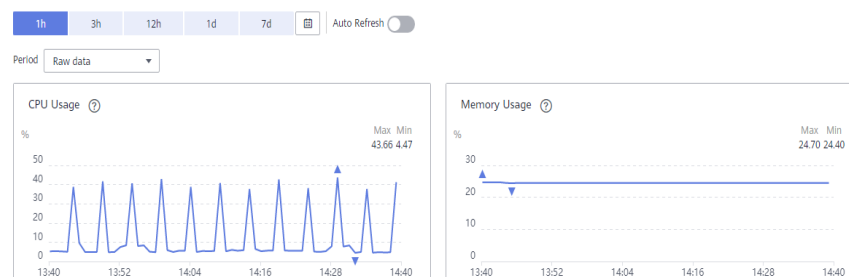 1h 3h 12h 1d 7d Auto Refresh
Period Raw data
CPU Usage ?
% Max Min
43.66 4.47
50
40
30
20
10
0
13:40 13:52 14:04 14:16 14:28 14:40
Memory Usage ?
% Max Min
24.70 24.40
30
20
10
0
13:40 13:52 14:04 14:16 14:28 14:40